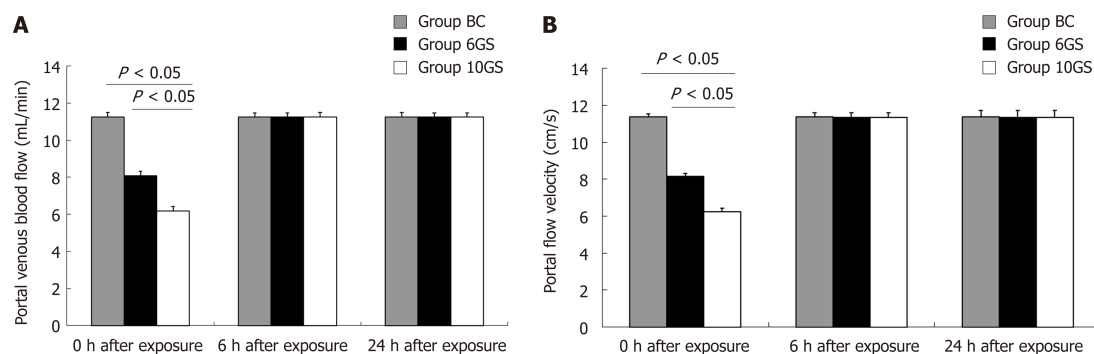 A
Group BC
Group 6GS
Group 10GS
Portal venous blood flow (mL/min)
14
12
10
8
6
4
2
0
P < 0.05
P < 0.05
0 h after exposure
6 h after exposure
24 h after exposure
B
Group BC
Group 6GS
Group 10GS
Portal flow velocity (cm/s)
14
12
10
8
6
4
2
0
P < 0.05
P < 0.05
0 h after exposure
6 h after exposure
24 h after exposure